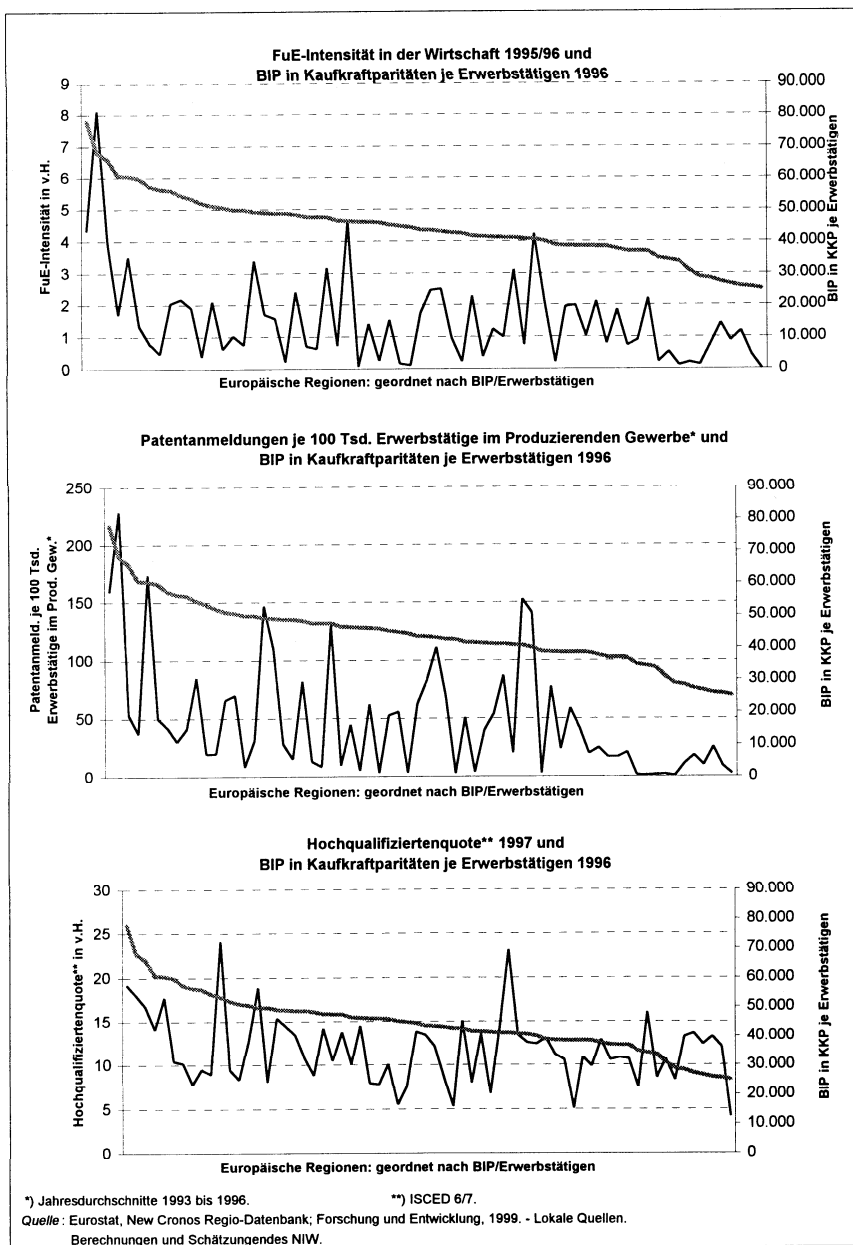 FuE-Intensität in der Wirtschaft 1995/96 und
BIP in Kaufkraftparitäten je Erwerbstätigen 1996
FuE-Intensität in v.H.
9
8
7
6
5
4
3
2
1
0
90.000
80.000
70.000
60.000
50.000
40.000
30.000
20.000
10.000
0
BIP in KKP je Erwerbstätigen
Europäische Regionen: geordnet nach BIP/Erwerbstätigen
Patentanmeldungen je 100 Tsd. Erwerbstätige im Produzierenden Gewerbe* und
BIP in Kaufkraftparitäten je Erwerbstätigen 1996
Patentanmeld. je 100 Tsd.
Erwerbstätige im Prod. Gew.*
250
200
150
100
50
0
90.000
80.000
70.000
60.000
50.000
40.000
30.000
20.000
10.000
0
BIP in KKP je Erwerbstätigen
Europäische Regionen: geordnet nach BIP/Erwerbstätigen
Hochqualifiziertenquote** 1997 und
BIP in Kaufkraftparitäten je Erwerbstätigen 1996
Hochqualifiziertenquote** in v.H.
30
25
20
15
10
5
0
90.000
80.000
70.000
60.000
50.000
40.000
30.000
20.000
10.000
0
BIP in KKP je Erwerbstätigen
Europäische Regionen: geordnet nach BIP/Erwerbstätigen
*) Jahresdurchschnitte 1993 bis 1996. **) ISCED 6/7.
Quelle: Eurostat, New Cronos Regio-Datenbank; Forschung und Entwicklung, 1999. - Lokale Quellen.
Berechnungen und Schätzungendes NIW.